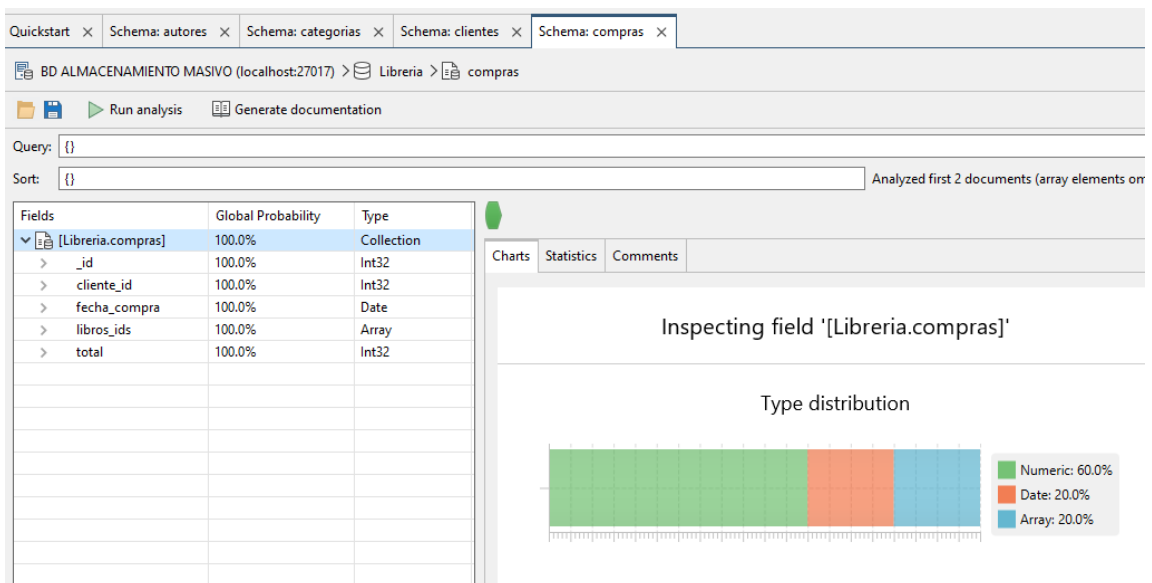 Quickstart × Schema: autores × Schema: categorias × Schema: clientes × Schema: compras ×
BD ALMACENAMIENTO MASIVO (localhost:27017) > Libreria > compras
Run analysis Generate documentation
Query: {}
Sort: {} Analyzed first 2 documents (array elements om
Fields Global Probability Type
[Libreria.compras] 100.0% Collection
_id 100.0% Int32
cliente_id 100.0% Int32
fecha_compra 100.0% Date
libros_ids 100.0% Array
total 100.0% Int32
Charts Statistics Comments
Inspecting field '[Libreria.compras]'
Type distribution
Numeric: 60.0%
Date: 20.0%
Array: 20.0%